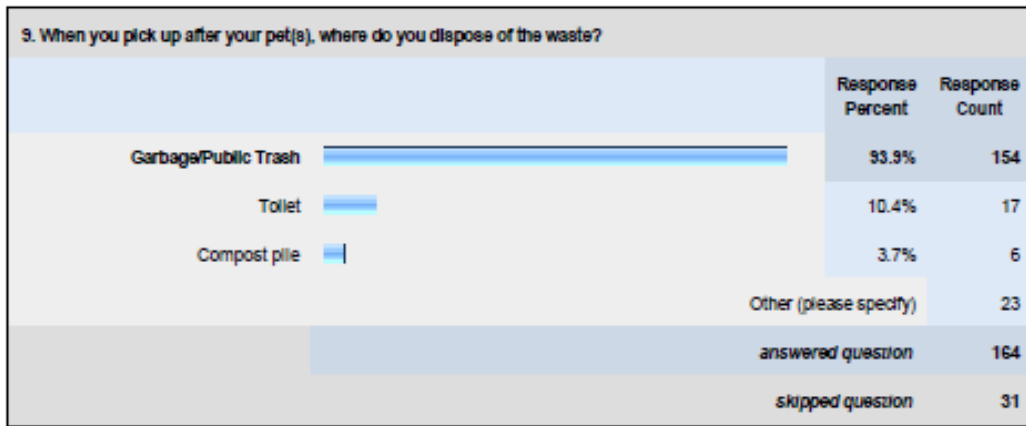 9. When you pick up after your pet(s), where do you dispose of the waste?
Response Percent
Response Count
Garbage/Public Trash 93.9% 154
Toilet 10.4% 17
Compost pile 3.7% 6
Other (please specify) 23
answered question 164
skipped question 31